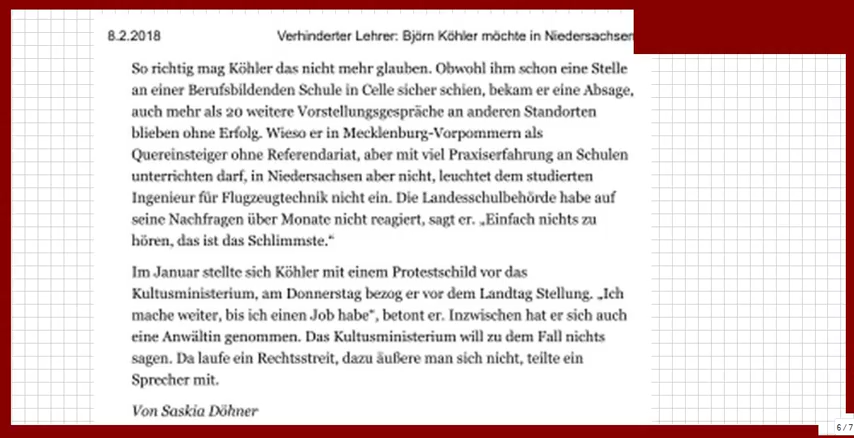 8.2.2018 Verhinderter Lehrer: Björn Köhler möchte in Niedersachsen
So richtig mag Köhler das nicht mehr glauben. Obwohl ihm schon eine Stelle
an einer Berufsbildenden Schule in Celle sicher schien, bekam er eine Absage,
auch mehr als 20 weitere Vorstellungsgespräche an anderen Standorten
blieben ohne Erfolg. Wieso er in Mecklenburg-Vorpommern als
Quereinsteiger ohne Referendariat, aber mit viel Praxiserfahrung an Schulen
unterrichten darf, in Niedersachsen aber nicht, leuchtet dem studierten
Ingenieur für Flugzeugtechnik nicht ein. Die Landesschulbehörde habe auf
seine Nachfragen über Monate nicht reagiert, sagt er. „Einfach nichts zu
hören, das ist das Schlimmste.“
Im Januar stellte sich Köhler mit einem Protestschild vor das
Kultusministerium, am Donnerstag bezog er vor dem Landtag Stellung. „Ich
mache weiter, bis ich einen Job habe“, betont er. Inzwischen hat er sich auch
eine Anwältin genommen. Das Kultusministerium will zu dem Fall nichts
sagen. Da laufe ein Rechtsstreit, dazu äußere man sich nicht, teilte ein
Sprecher mit.
Von Saskia Döhner
6 / 7